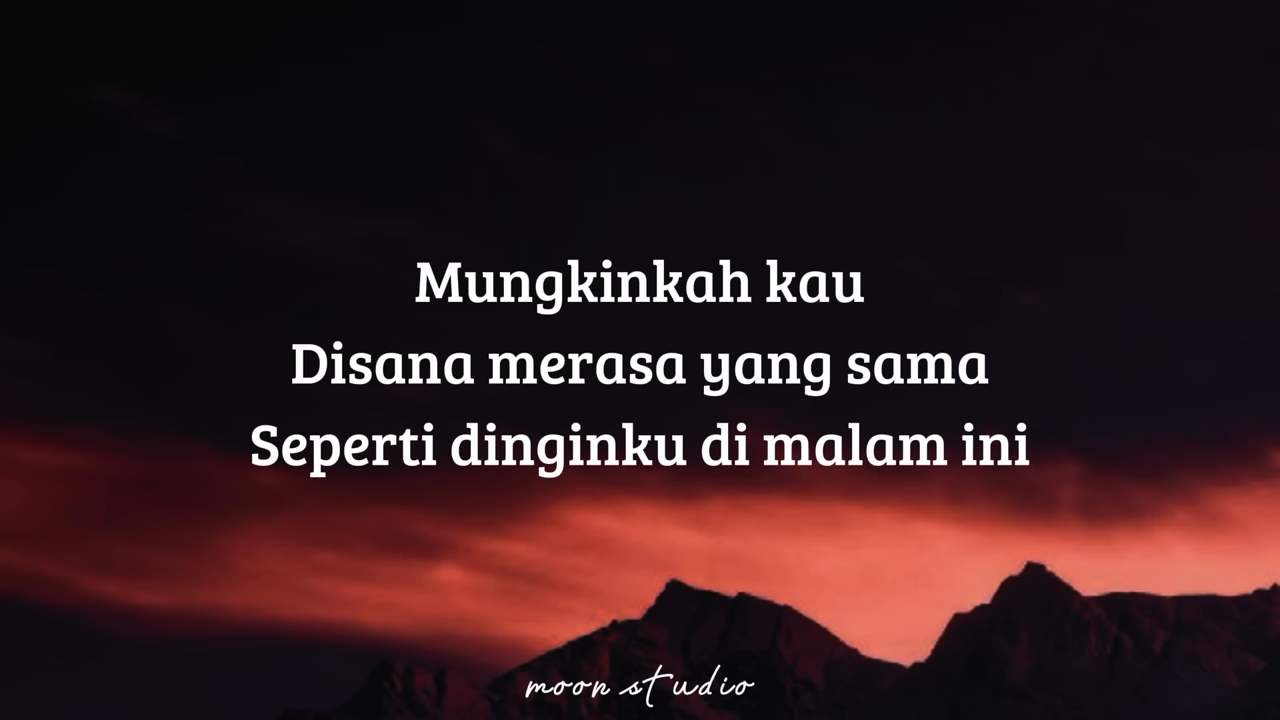 Mungkinkah kau
Disana merasa yang sama
Seperti dinginku di malam ini
moon studio